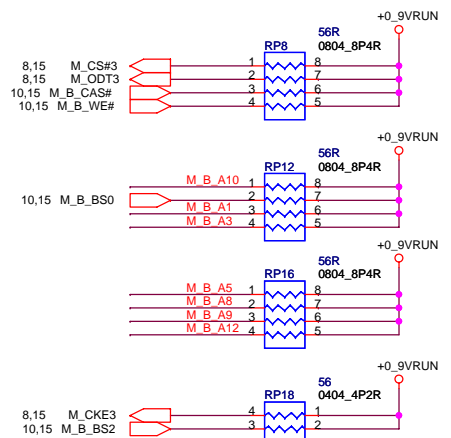 +0_9VRUN
56R
RP8 0804_8P4R
8,15 M_CS#3 1 8
8,15 M_ODT3 2 7
10,15 M_B_CAS# 3 6
10,15 M_B_WE# 4 5
+0_9VRUN
56R
RP12 0804_8P4R
M_B_A10 1 8
10,15 M_B_BS0 2 7
M_B_A1 3 6
M_B_A3 4 5
+0_9VRUN
56R
RP16 0804_8P4R
M_B_A5 1 8
M_B_A8 2 7
M_B_A9 3 6
M_B_A12 4 5
+0_9VRUN
56
RP18 0404_4P2R
8,15 M_CKE3 4 1
10,15 M_B_BS2 3 2